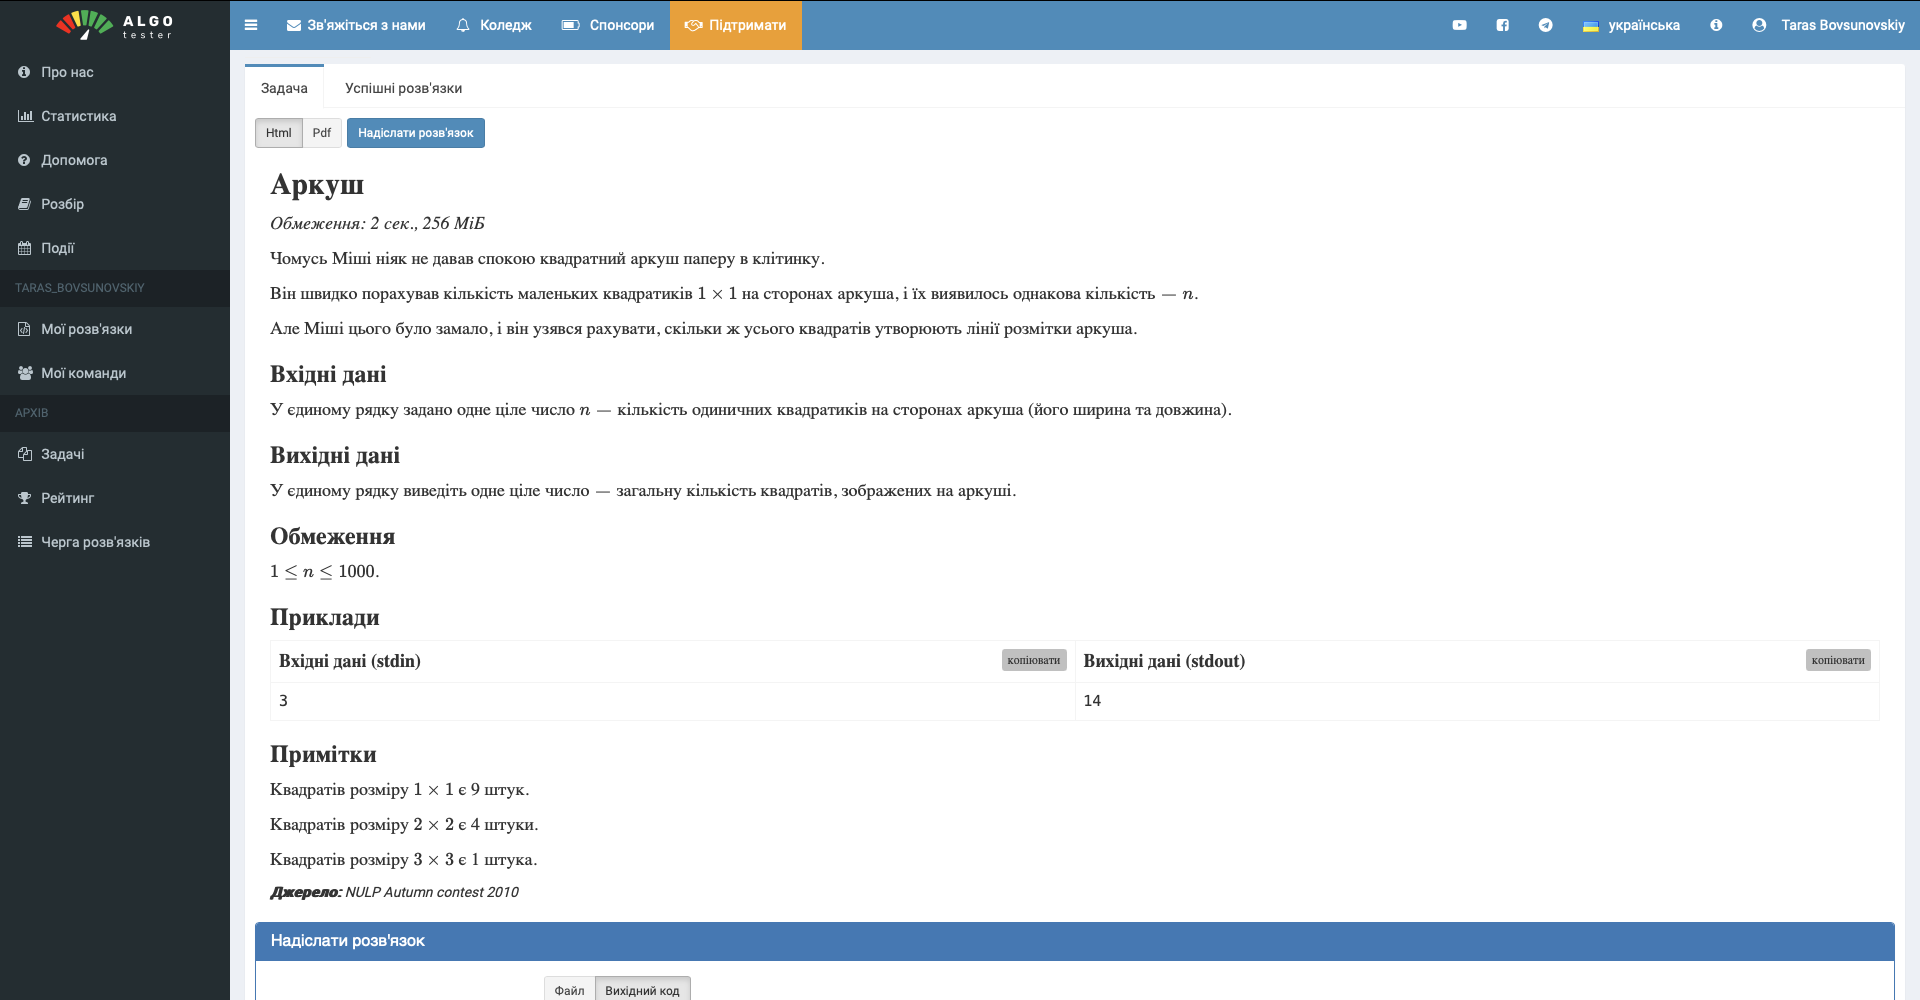 ALGO
tester
Зв'яжіться з нами
Коледж
Спонсори
Підтримати
українська
Taras Bovsunovskiy
Про нас
Статистика
Допомога
Розбір
Події
TARAS_BOVSUNOVSKIY
Мої розв'язки
Мої команди
АРХІВ
Задачі
Рейтинг
Черга розв'язків
Задача
Успішні розв'язки
Html
Pdf
Надіслати розв'язок
Аркуш
Обмеження: 2 сек., 256 МіБ
Чомусь Міші ніяк не давав спокою квадратний аркуш паперу в клітинку.
Він швидко порахував кількість маленьких квадратиків 1 × 1 на сторонах аркуша, і їх виявилось однакова кількість — n.
Але Міші цього було замало, і він узявся рахувати, скільки ж усього квадратів утворюють лінії розмітки аркуша.
Вхідні дані
У єдиному рядку задано одне ціле число n — кількість одиничних квадратиків на сторонах аркуша (його ширина та довжина).
Вихідні дані
У єдиному рядку виведіть одне ціле число — загальну кількість квадратів, зображених на аркуші.
Обмеження
1 ≤ n ≤ 1000.
Приклади
Вхідні дані (stdin)
копіювати
Вихідні дані (stdout)
копіювати
3
14
Примітки
Квадратів розміру 1 × 1 є 9 штук.
Квадратів розміру 2 × 2 є 4 штуки.
Квадратів розміру 3 × 3 є 1 штука.
Джерело: NULP Autumn contest 2010
Надіслати розв'язок
Файл
Вихідний код